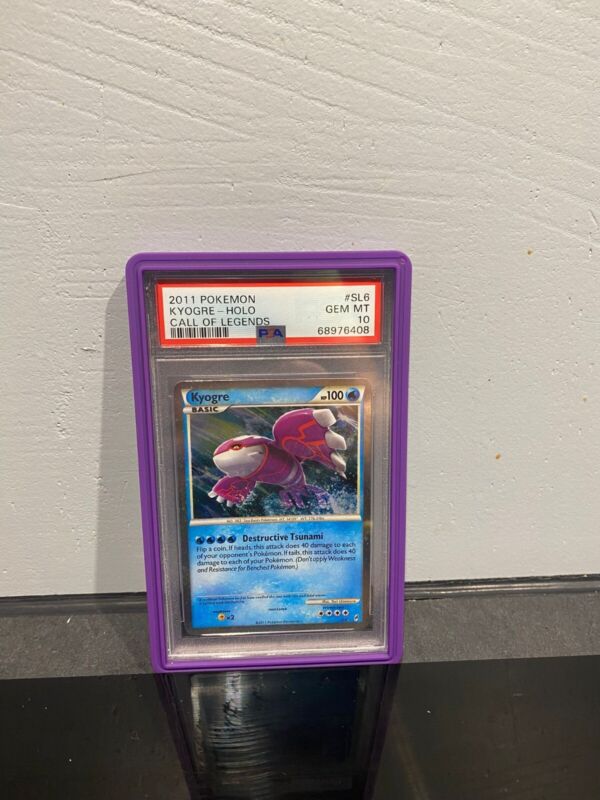 2011 POKEMON #SL6
KYOGRE - HOLO GEM MT
CALL OF LEGENDS 10
PSA 68976408
Kyogre HP100
BASIC
Destructive Tsunami
Flip a coin. If heads, this attack does 40 damage to each
of your opponent's Pokémon. If tails, this attack does 40
damage to each of your Pokémon. (Don't apply Weakness
and Resistance for Benched Pokémon.)
x2